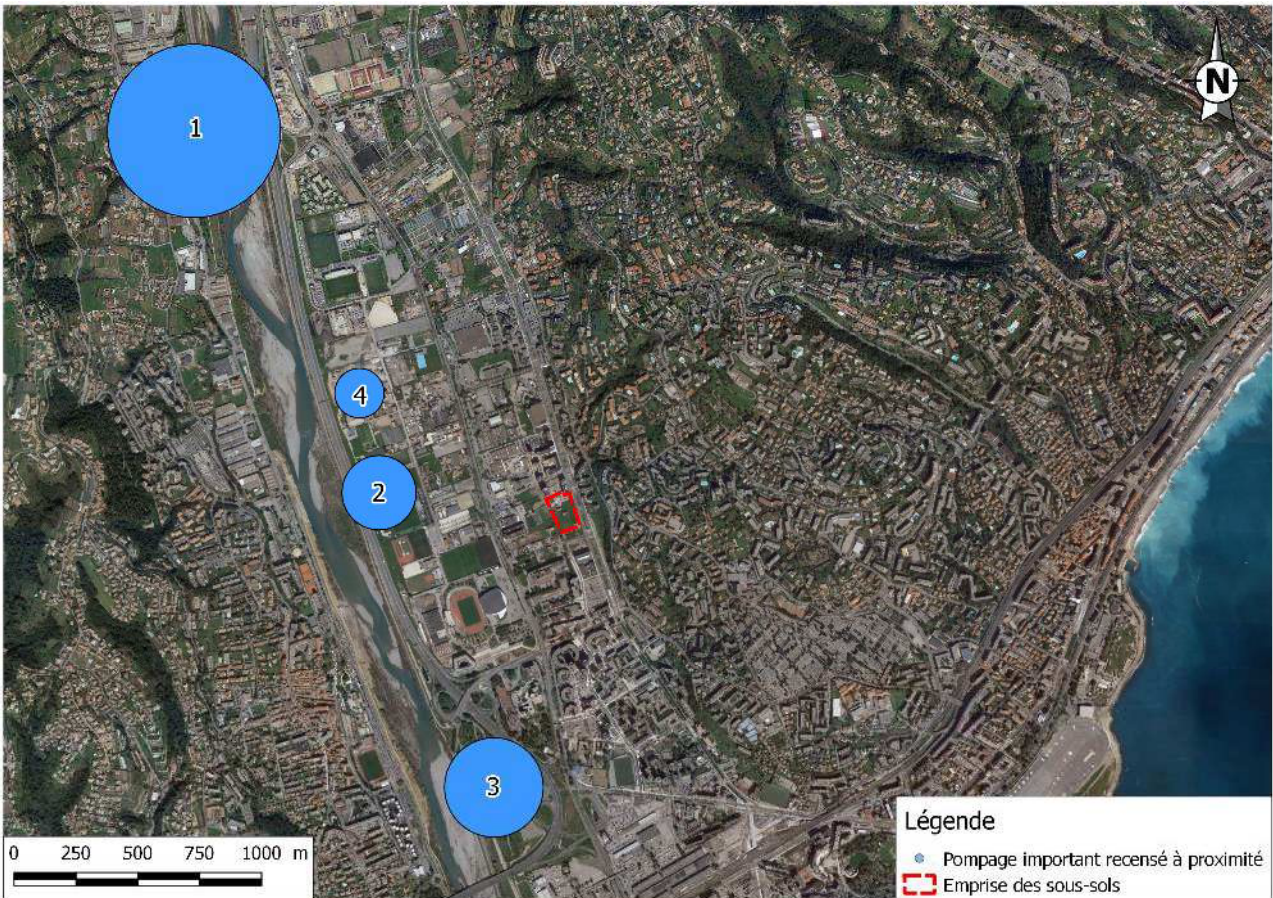 N
1
4
2
3
0 250 500 750 1000 m
Légende
Pompage important recensé à proximité
Emprise des sous-sols